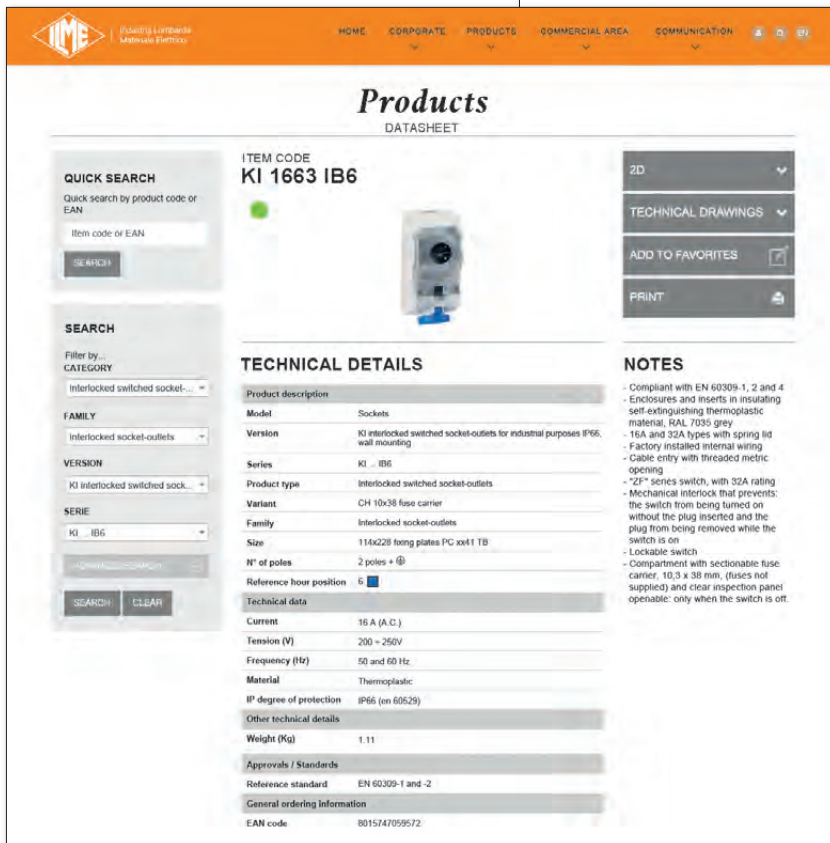 ILME
Industria Lombarda
Materiale Elettrico
HOME CORPORATE PRODUCTS COMMERCIAL AREA COMMUNICATION EN
Products
DATASHEET
QUICK SEARCH
Quick search by product code or
EAN
Item code or EAN
SEARCH
SEARCH
Filter by...
CATEGORY
Interlocked switched socket-...
FAMILY
Interlocked socket-outlets
VERSION
KI interlocked switched sock...
SERIE
KI ... IB6
SEARCH CLEAR
ITEM CODE
KI 1663 IB6
2D
TECHNICAL DRAWINGS
ADD TO FAVORITES
PRINT
TECHNICAL DETAILS
Product description
Model Sockets
Version KI interlocked switched socket-outlets for industrial purposes IP66,
wall mounting
Series KI ... IB6
Product type Interlocked switched socket-outlets
Variant CH 10x38 fuse carrier
Family Interlocked socket-outlets
Size 114x228 fixing plates PC xx41 TB
N° of poles 2 poles + ⏚
Reference hour position 6
Technical data
Current 16 A (A.C.)
Tension (V) 200 ÷ 250V
Frequency (Hz) 50 and 60 Hz
Material Thermoplastic
IP degree of protection IP66 (en 60529)
Other technical details
Weight (Kg) 1.11
Approvals / Standards
Reference standard EN 60309-1 and -2
General ordering information
EAN code 8015747059572
NOTES
- Compliant with EN 60309-1, 2 and 4
- Enclosures and inserts in insulating
self-extinguishing thermoplastic
material, RAL 7035 grey
- 16A and 32A types with spring lid
- Factory installed internal wiring
- Cable entry with threaded metric
opening
- "ZF" series switch, with 32A rating
- Mechanical interlock that prevents:
the switch from being turned on
without the plug inserted and the
plug from being removed while the
switch is on
- Lockable switch
- Compartment with sectionable fuse
carrier, 10,3 x 38 mm, (fuses not
supplied) and clear inspection panel
openable: only when the switch is off.